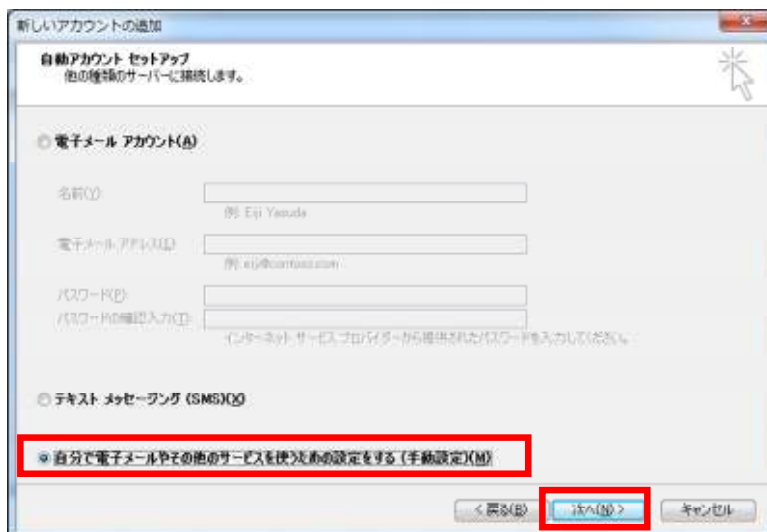 新しいアカウントの追加
自動アカウント セットアップ
他の種類のサーバーに接続します。
電子メール アカウント(A)
名前(Y):
例: Eiji Yasuda
電子メール アドレス(E):
例: eiji@contoso.com
パスワード(P):
パスワードの確認入力(T):
インターネット サービス プロバイダーから提供されたパスワードを入力してください。
テキスト メッセージング (SMS)(X)
自分で電子メールやその他のサービスを使うための設定をする (手動設定)(M)
< 戻る(B) 次へ(N) > キャンセル